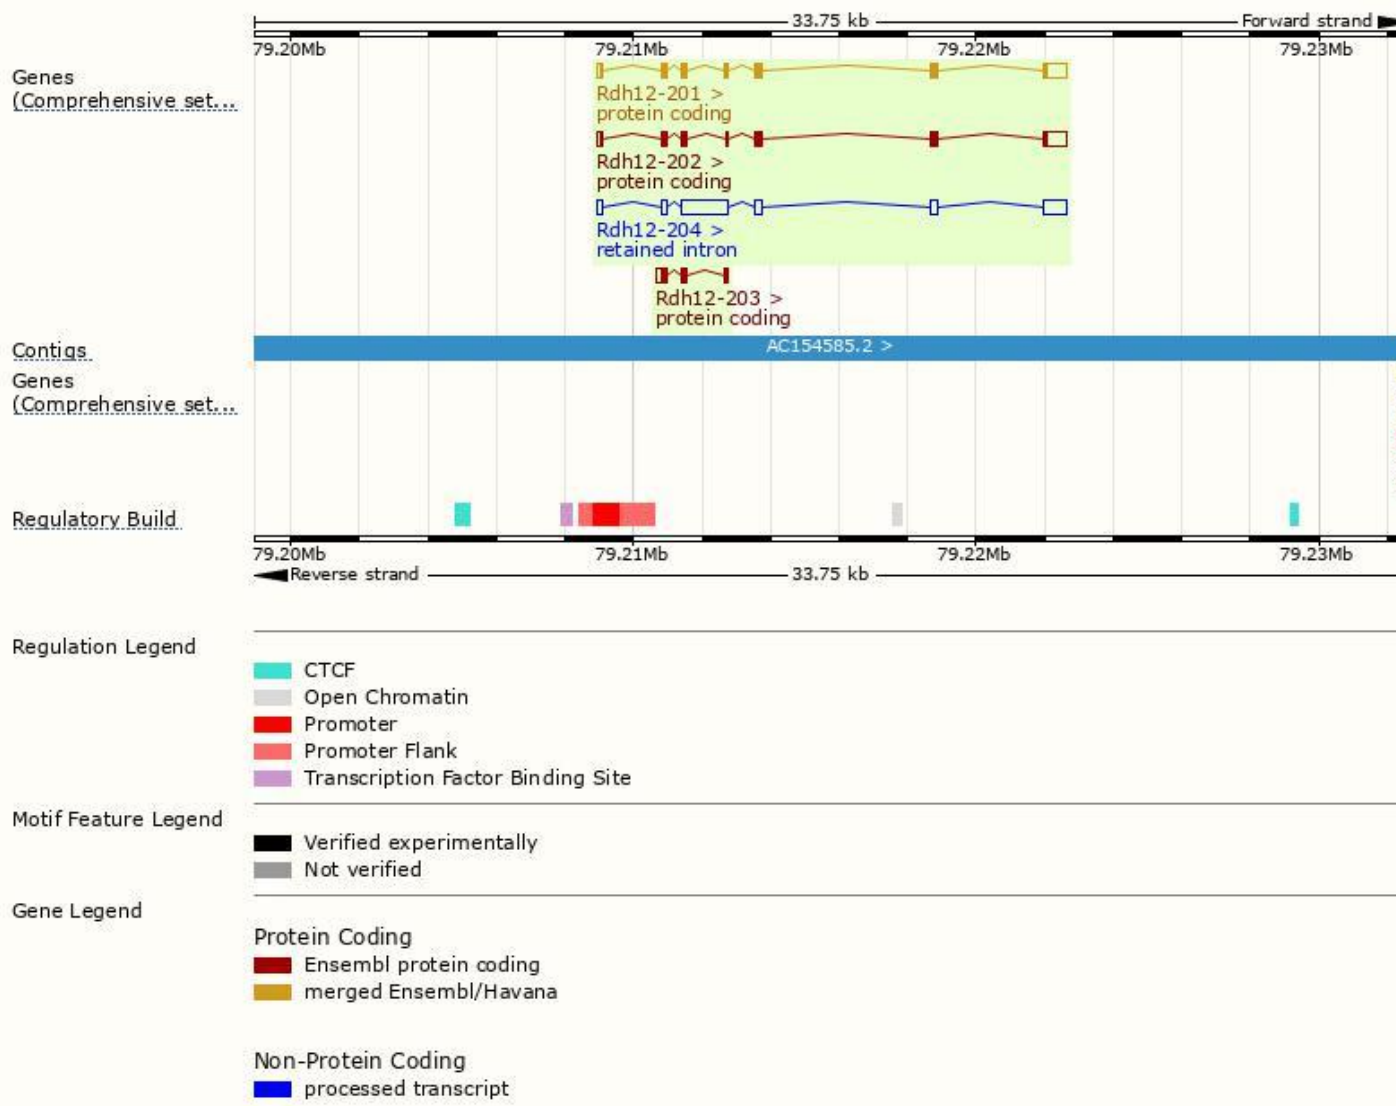 33.75 kb Forward strand
79.20Mb 79.21Mb 79.22Mb 79.23Mb
Genes
(Comprehensive set...
Rdh12-201 >
protein coding
Rdh12-202 >
protein coding
Rdh12-204 >
retained intron
Rdh12-203 >
protein coding
Contigs AC154585.2 >
Genes
(Comprehensive set...
Regulatory Build
79.20Mb 79.21Mb 79.22Mb 79.23Mb
Reverse strand 33.75 kb
Regulation Legend
CTCF
Open Chromatin
Promoter
Promoter Flank
Transcription Factor Binding Site
Motif Feature Legend
Verified experimentally
Not verified
Gene Legend
Protein Coding
Ensembl protein coding
merged Ensembl/Havana
Non-Protein Coding
processed transcript